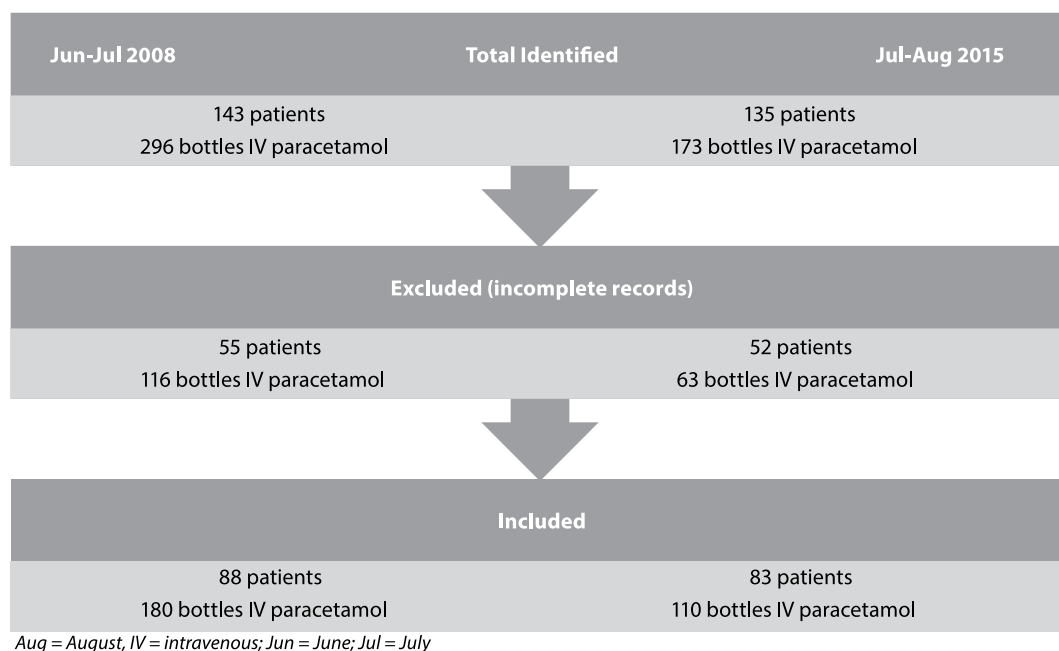 Jun-Jul 2008 Total Identified Jul-Aug 2015
143 patients 135 patients
296 bottles IV paracetamol 173 bottles IV paracetamol
Excluded (incomplete records)
55 patients 52 patients
116 bottles IV paracetamol 63 bottles IV paracetamol
Included
88 patients 83 patients
180 bottles IV paracetamol 110 bottles IV paracetamol
Aug = August, IV = intravenous; Jun = June; Jul = July